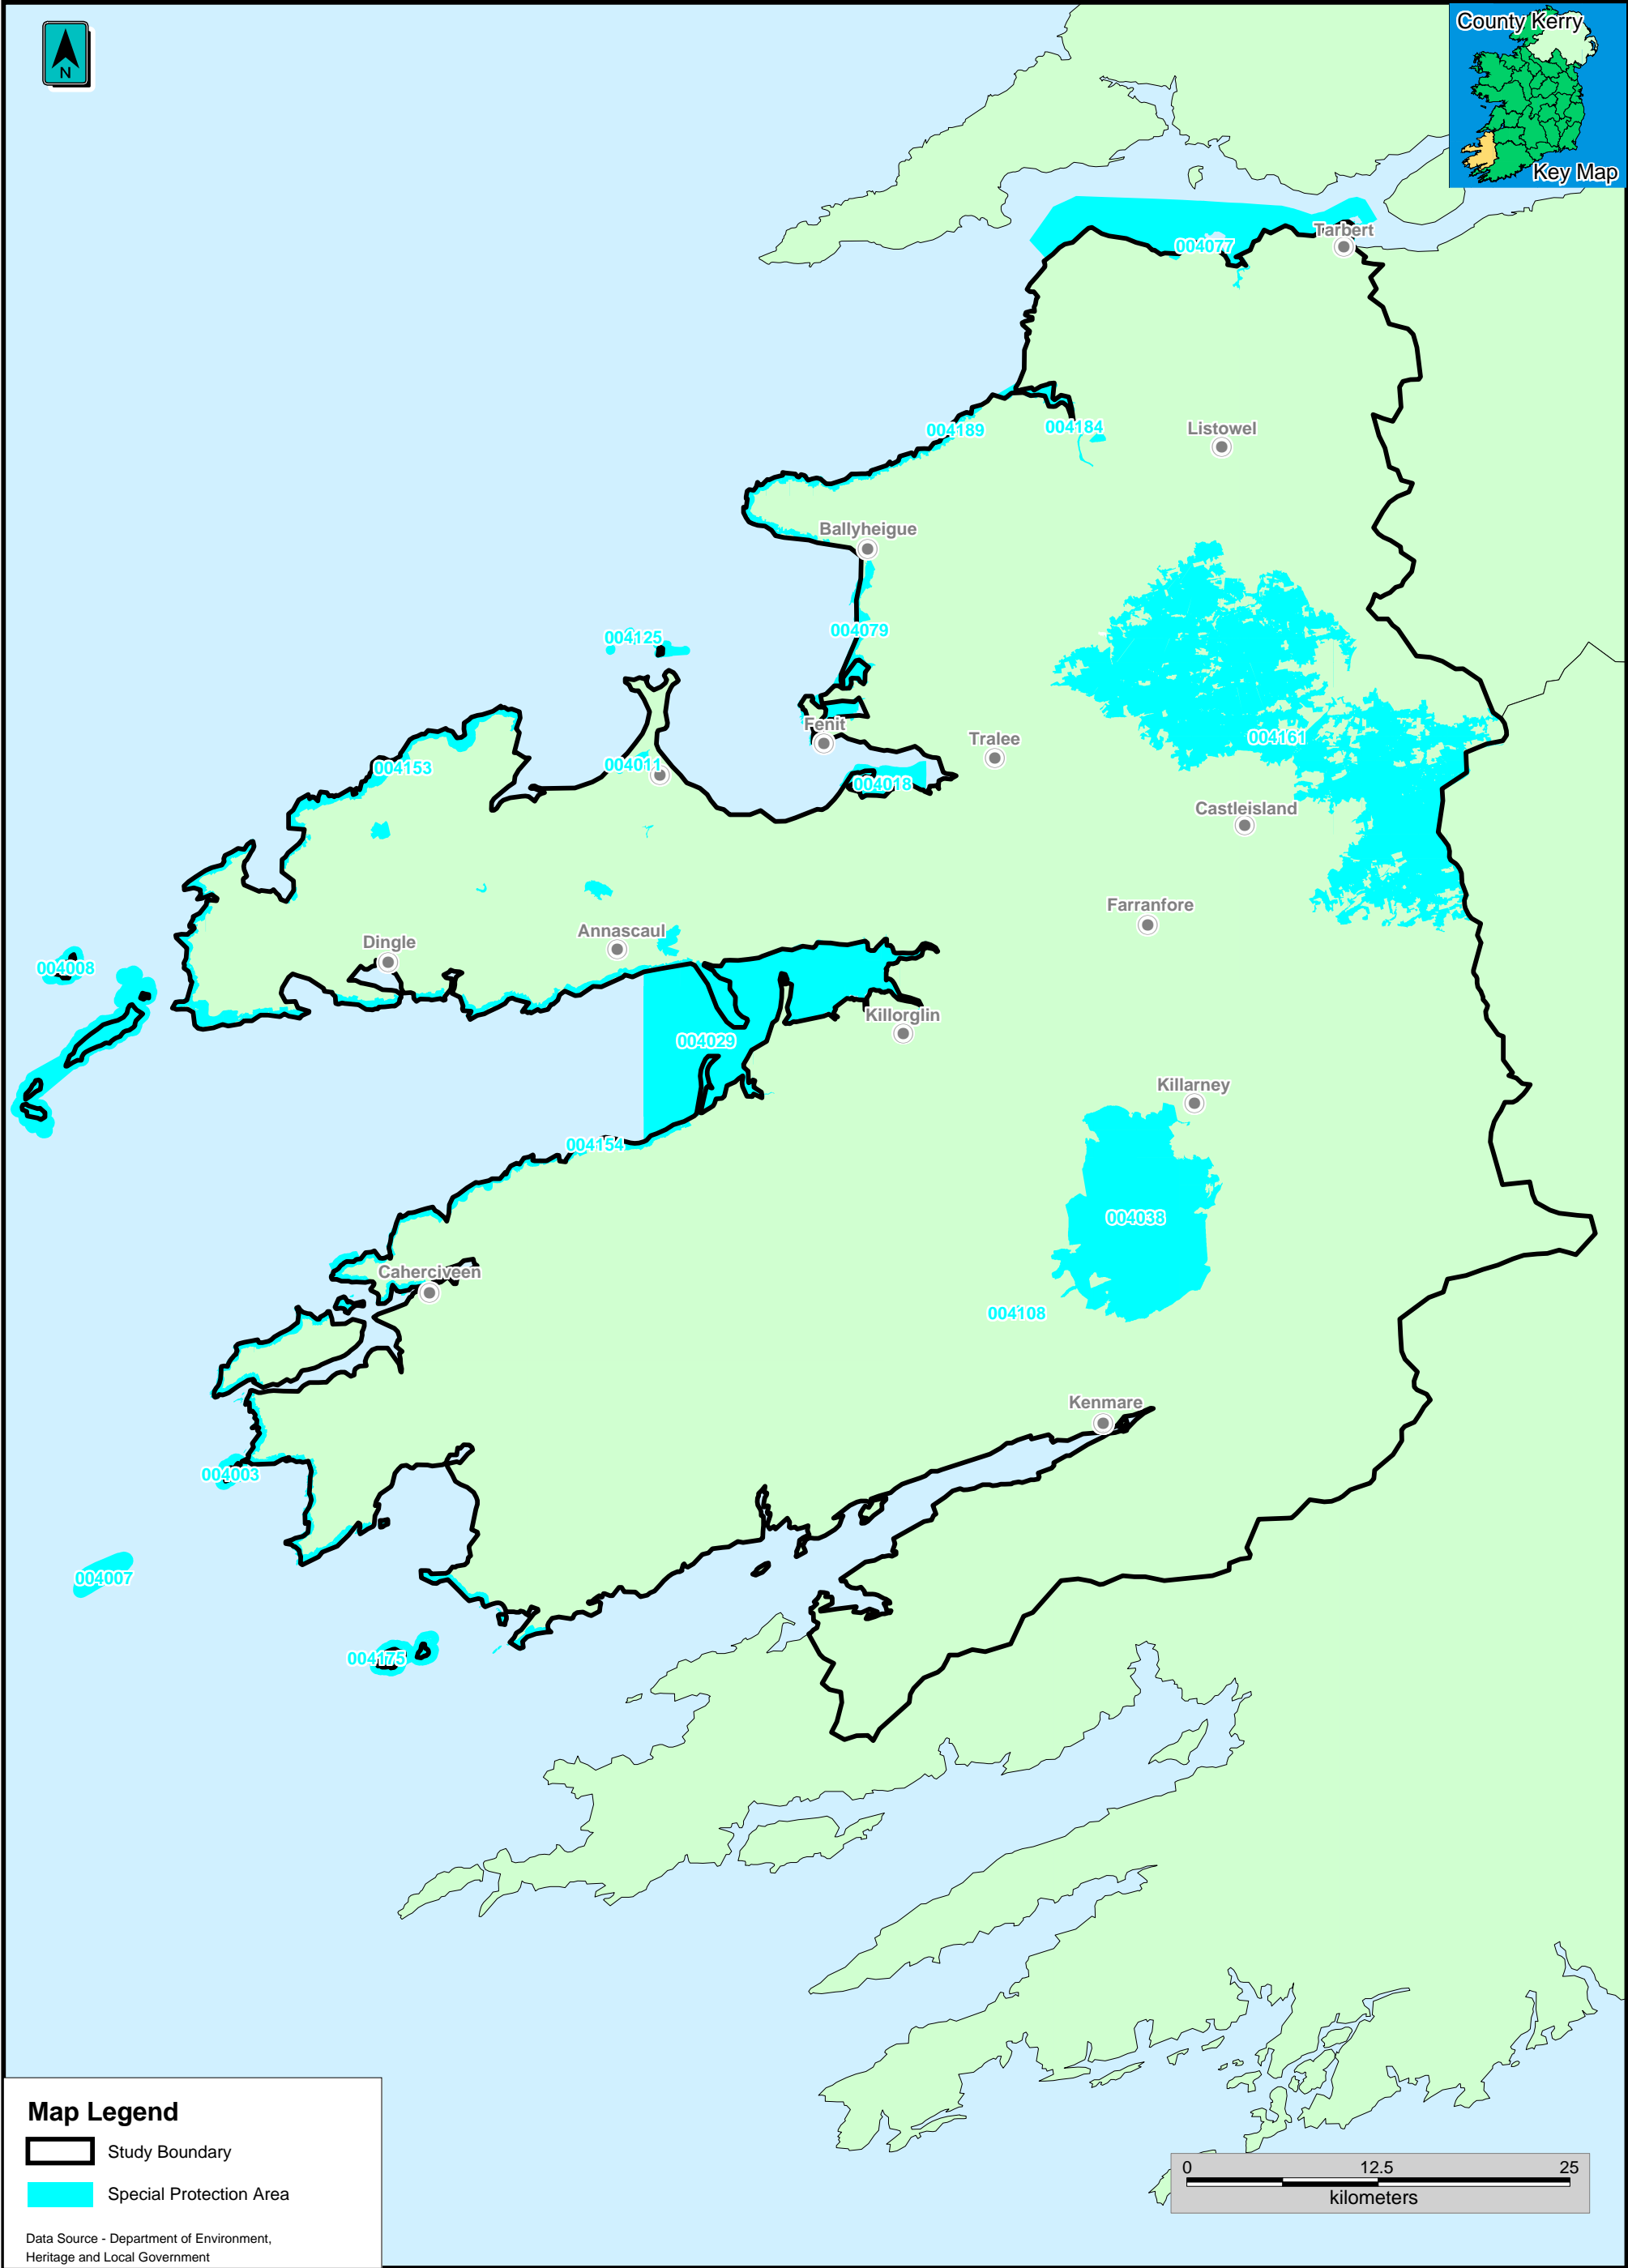 County Kerry
Key Map
N
Tarbert
004077
004189
004184
Listowel
Ballyheigue
004125
004079
Fenit
Tralee
004161
004153
004011
004018
Castleisland
Farranfore
Dingle
Annascaul
004008
Killorglin
004029
Killarney
004154
004038
Caherciveen
004108
Kenmare
004003
004007
004175
Map Legend
Study Boundary
Special Protection Area
Data Source - Department of Environment,
Heritage and Local Government
0 12.5 25
kilometers